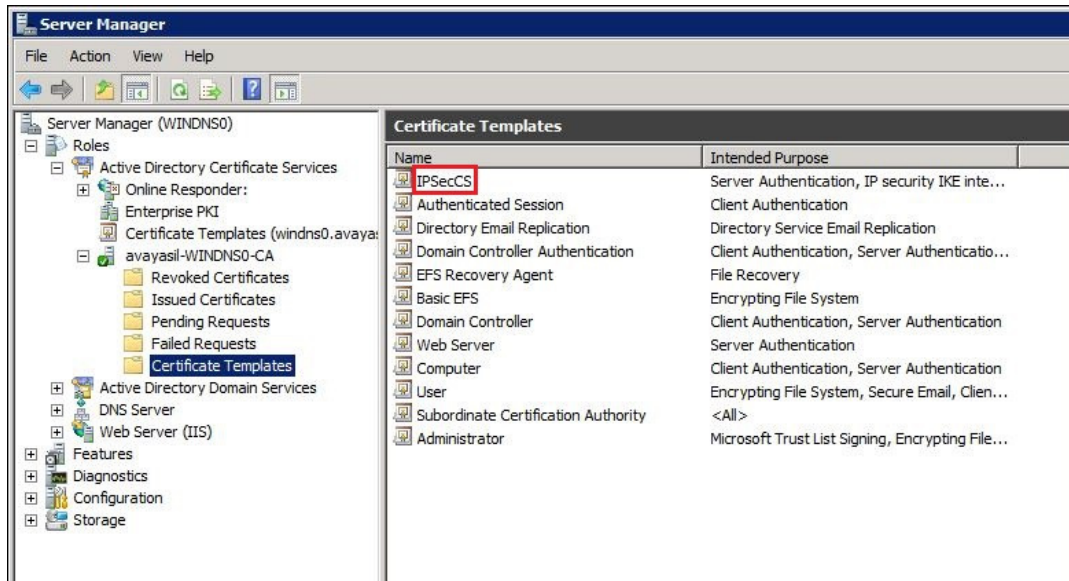 Server Manager
File Action View Help
Server Manager (WINDNS0)
Roles
Active Directory Certificate Services
Online Responder:
Enterprise PKI
Certificate Templates (windns0.avaya
avayasil-WINDNS0-CA
Revoked Certificates
Issued Certificates
Pending Requests
Failed Requests
Certificate Templates
Active Directory Domain Services
DNS Server
Web Server (IIS)
Features
Diagnostics
Configuration
Storage
Certificate Templates
Name Intended Purpose
IPSecCS Server Authentication, IP security IKE inte...
Authenticated Session Client Authentication
Directory Email Replication Directory Service Email Replication
Domain Controller Authentication Client Authentication, Server Authenticatio...
EFS Recovery Agent File Recovery
Basic EFS Encrypting File System
Domain Controller Client Authentication, Server Authentication
Web Server Server Authentication
Computer Client Authentication, Server Authentication
User Encrypting File System, Secure Email, Clien...
Subordinate Certification Authority <All>
Administrator Microsoft Trust List Signing, Encrypting File...